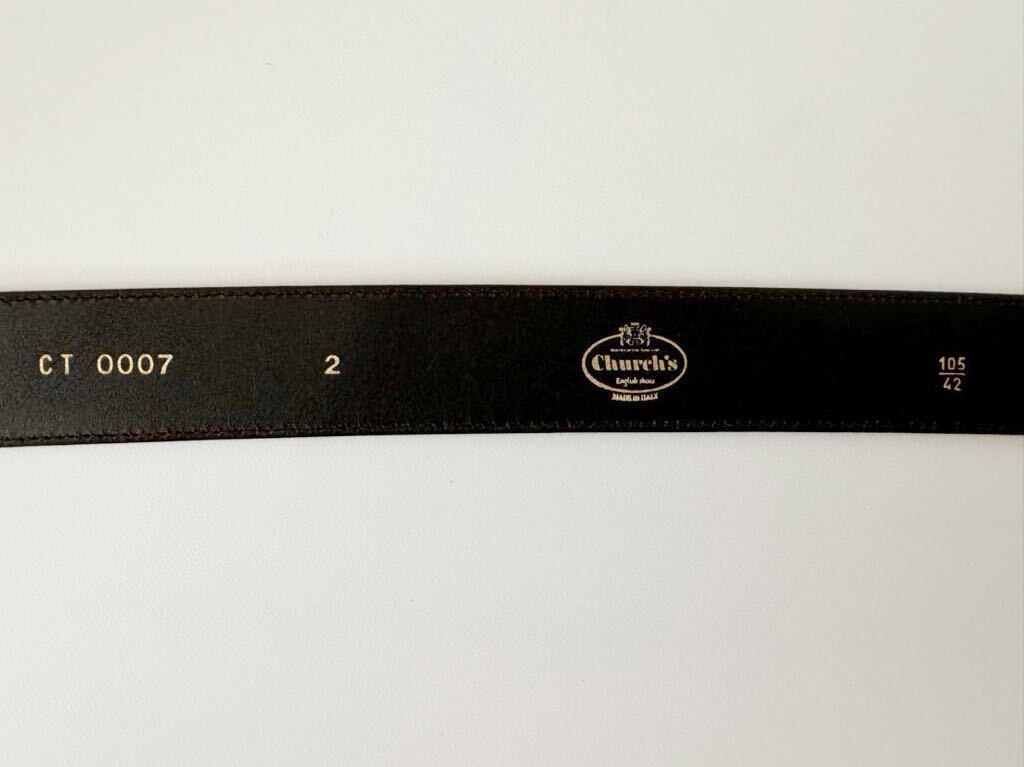 CT 0007
2
Church's
English shoes
MADE IN ITALY
105
42